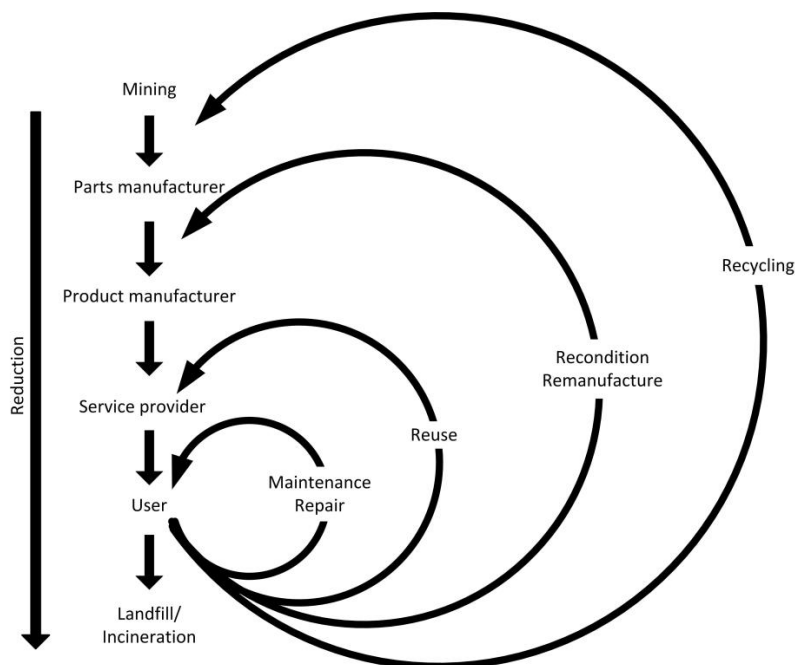 Mining
Parts manufacturer
Product manufacturer
Service provider
User
Landfill/
Incineration
Reduction
Maintenance
Repair
Reuse
Recondition
Remanufacture
Recycling